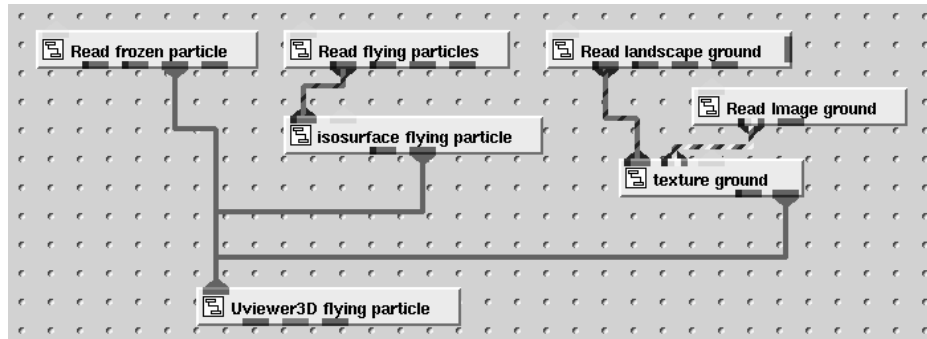 Read frozen particle
Read flying particles
Read landscape ground
Read Image ground
isosurface flying particle
texture ground
Uviewer3D flying particle